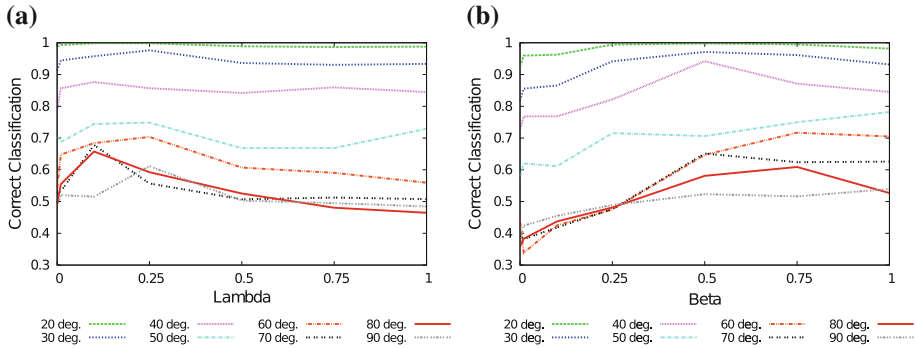 (a)
Correct Classification
1
0.9
0.8
0.7
0.6
0.5
0.4
0.3
0 0.25 0.5 0.75 1
Lambda
20 deg. 40 deg. 60 deg. 80 deg.
30 deg. 50 deg. 70 deg. 90 deg.
(b)
Correct Classification
1
0.9
0.8
0.7
0.6
0.5
0.4
0.3
0 0.25 0.5 0.75 1
Beta
20 deg. 40 deg. 60 deg. 80 deg.
30 deg. 50 deg. 70 deg. 90 deg.